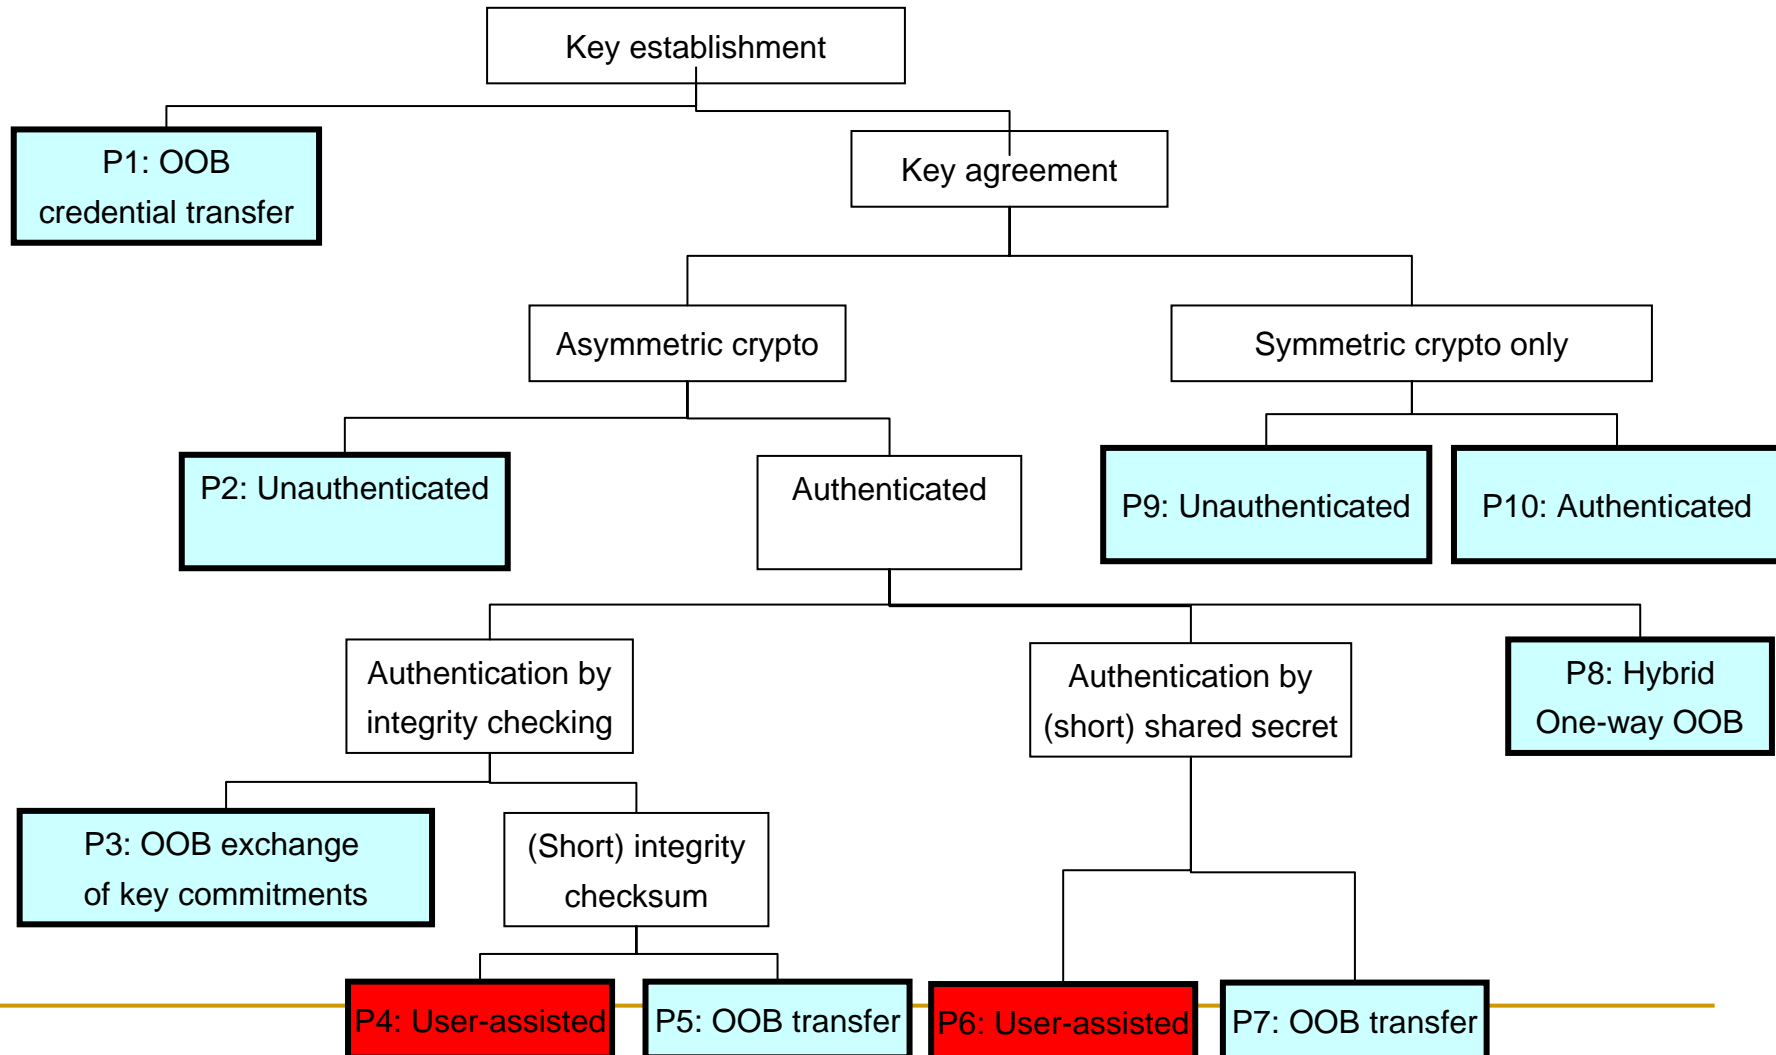 Key establishment
P1: OOB
credential transfer
Key agreement
Asymmetric crypto
Symmetric crypto only
P2: Unauthenticated
Authenticated
P9: Unauthenticated
P10: Authenticated
Authentication by
integrity checking
Authentication by
(short) shared secret
P8: Hybrid
One-way OOB
P3: OOB exchange
of key commitments
(Short) integrity
checksum
P4: User-assisted
P5: OOB transfer
P6: User-assisted
P7: OOB transfer